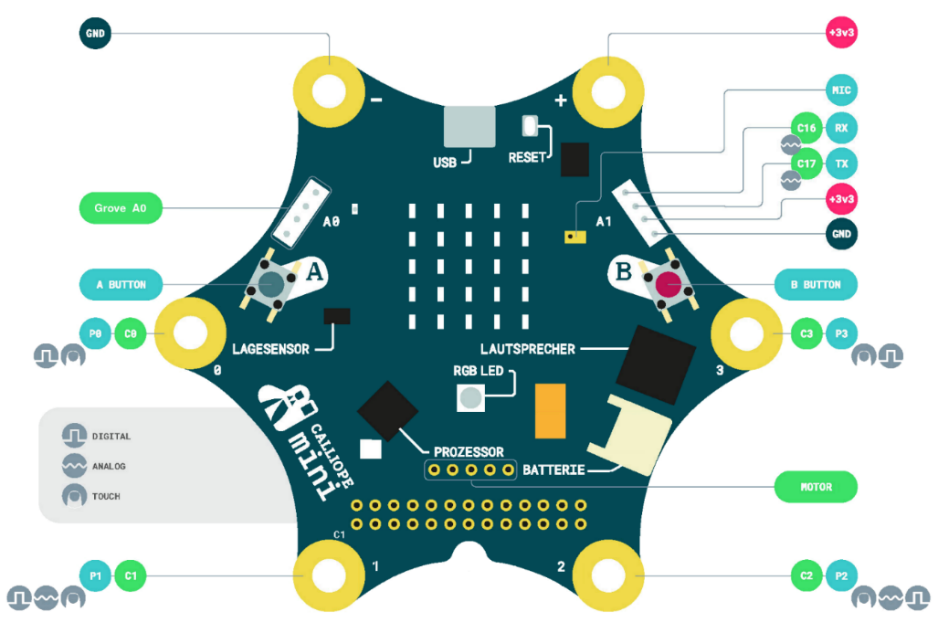 GND
+3v3
-
+
MIC
C16 RX
USB
RESET
C17 TX
+3v3
Grove A0
A0
A1
GND
A BUTTON
A
B
B BUTTON
P0 C0
C3 P3
LAGESENSOR
LAUTSPRECHER
0
3
RGB LED
CALLIOPE
mini
DIGITAL
PROZESSOR
ANALOG
BATTERIE
TOUCH
MOTOR
C1
1
2
P1 C1
C2 P2